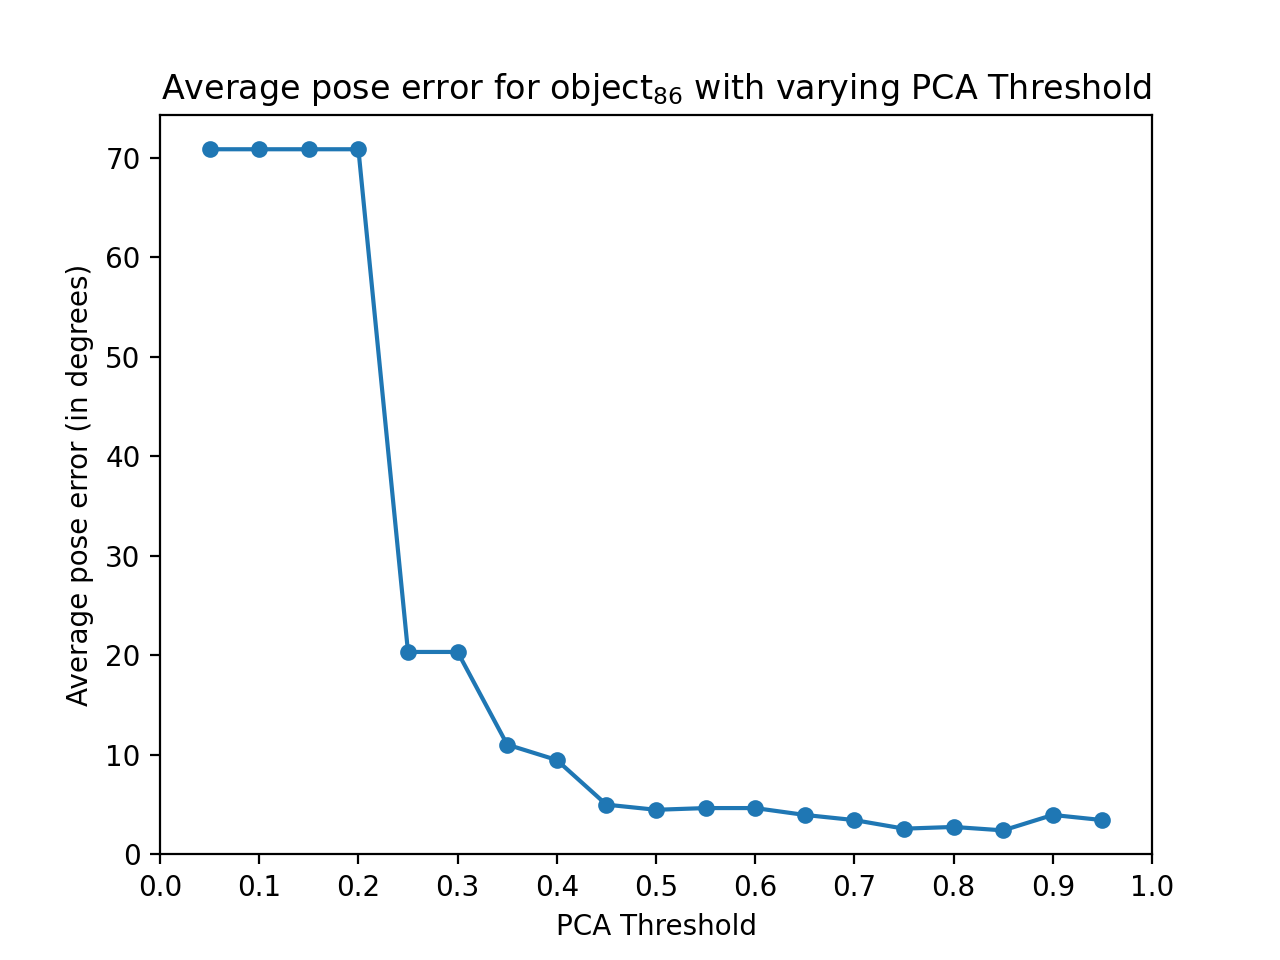 Average pose error for object₈₆ with varying PCA Threshold
Average pose error (in degrees)
70
60
50
40
30
20
10
0
0.0 0.1 0.2 0.3 0.4 0.5 0.6 0.7 0.8 0.9 1.0
PCA Threshold